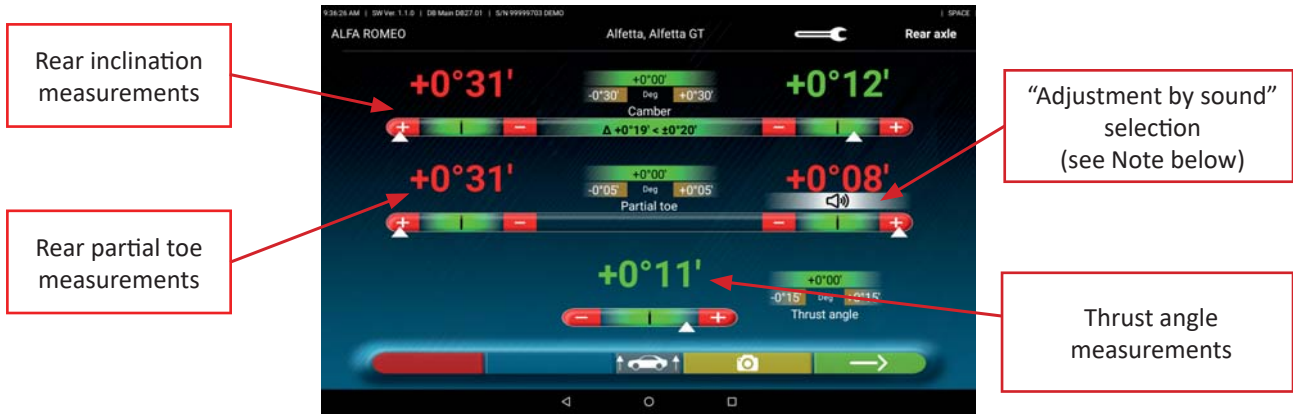 9:36:26 AM | SW Ver. 1.1.0 | DB Main DB27.01 | S/N 99999703 DEMO | SPACE
ALFA ROMEO Alfetta, Alfetta GT Rear axle
Rear inclination
measurements
+0°31' +0°00' +0°12'
-0°30' Deg +0°30'
Camber
+ − Δ +0°19' < ±0°20' − +
"Adjustment by sound"
selection
(see Note below)
+0°31' +0°00' +0°08'
-0°05' Deg +0°05'
Partial toe
+ − − +
Rear partial toe
measurements
+0°11' +0°00'
-0°15' Deg +0°15'
Thrust angle
− +
Thrust angle
measurements